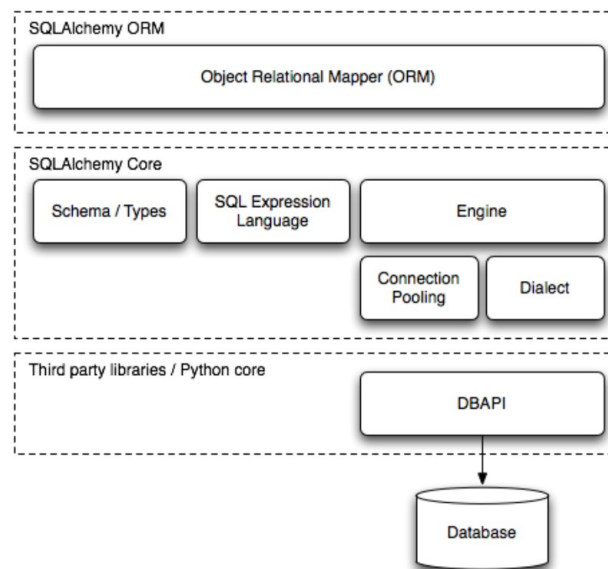 SQLAlchemy ORM
Object Relational Mapper (ORM)
SQLAlchemy Core
Schema / Types
SQL Expression
Language
Engine
Connection
Pooling
Dialect
Third party libraries / Python core
DBAPI
Database